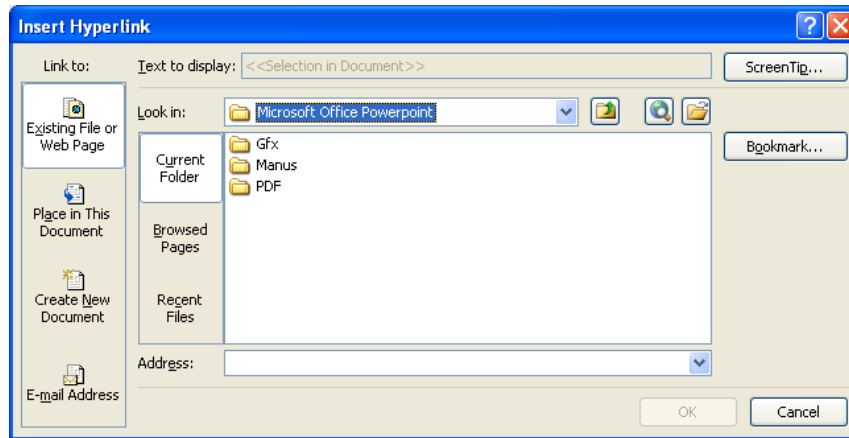 Insert Hyperlink
Link to:
Text to display: <<Selection in Document>>
ScreenTip...
Existing File or
Web Page
Look in: Microsoft Office Powerpoint
Current
Folder
Gfx
Manus
PDF
Bookmark...
Place in This
Document
Browsed
Pages
Create New
Document
Recent
Files
Address:
E-mail Address
OK
Cancel